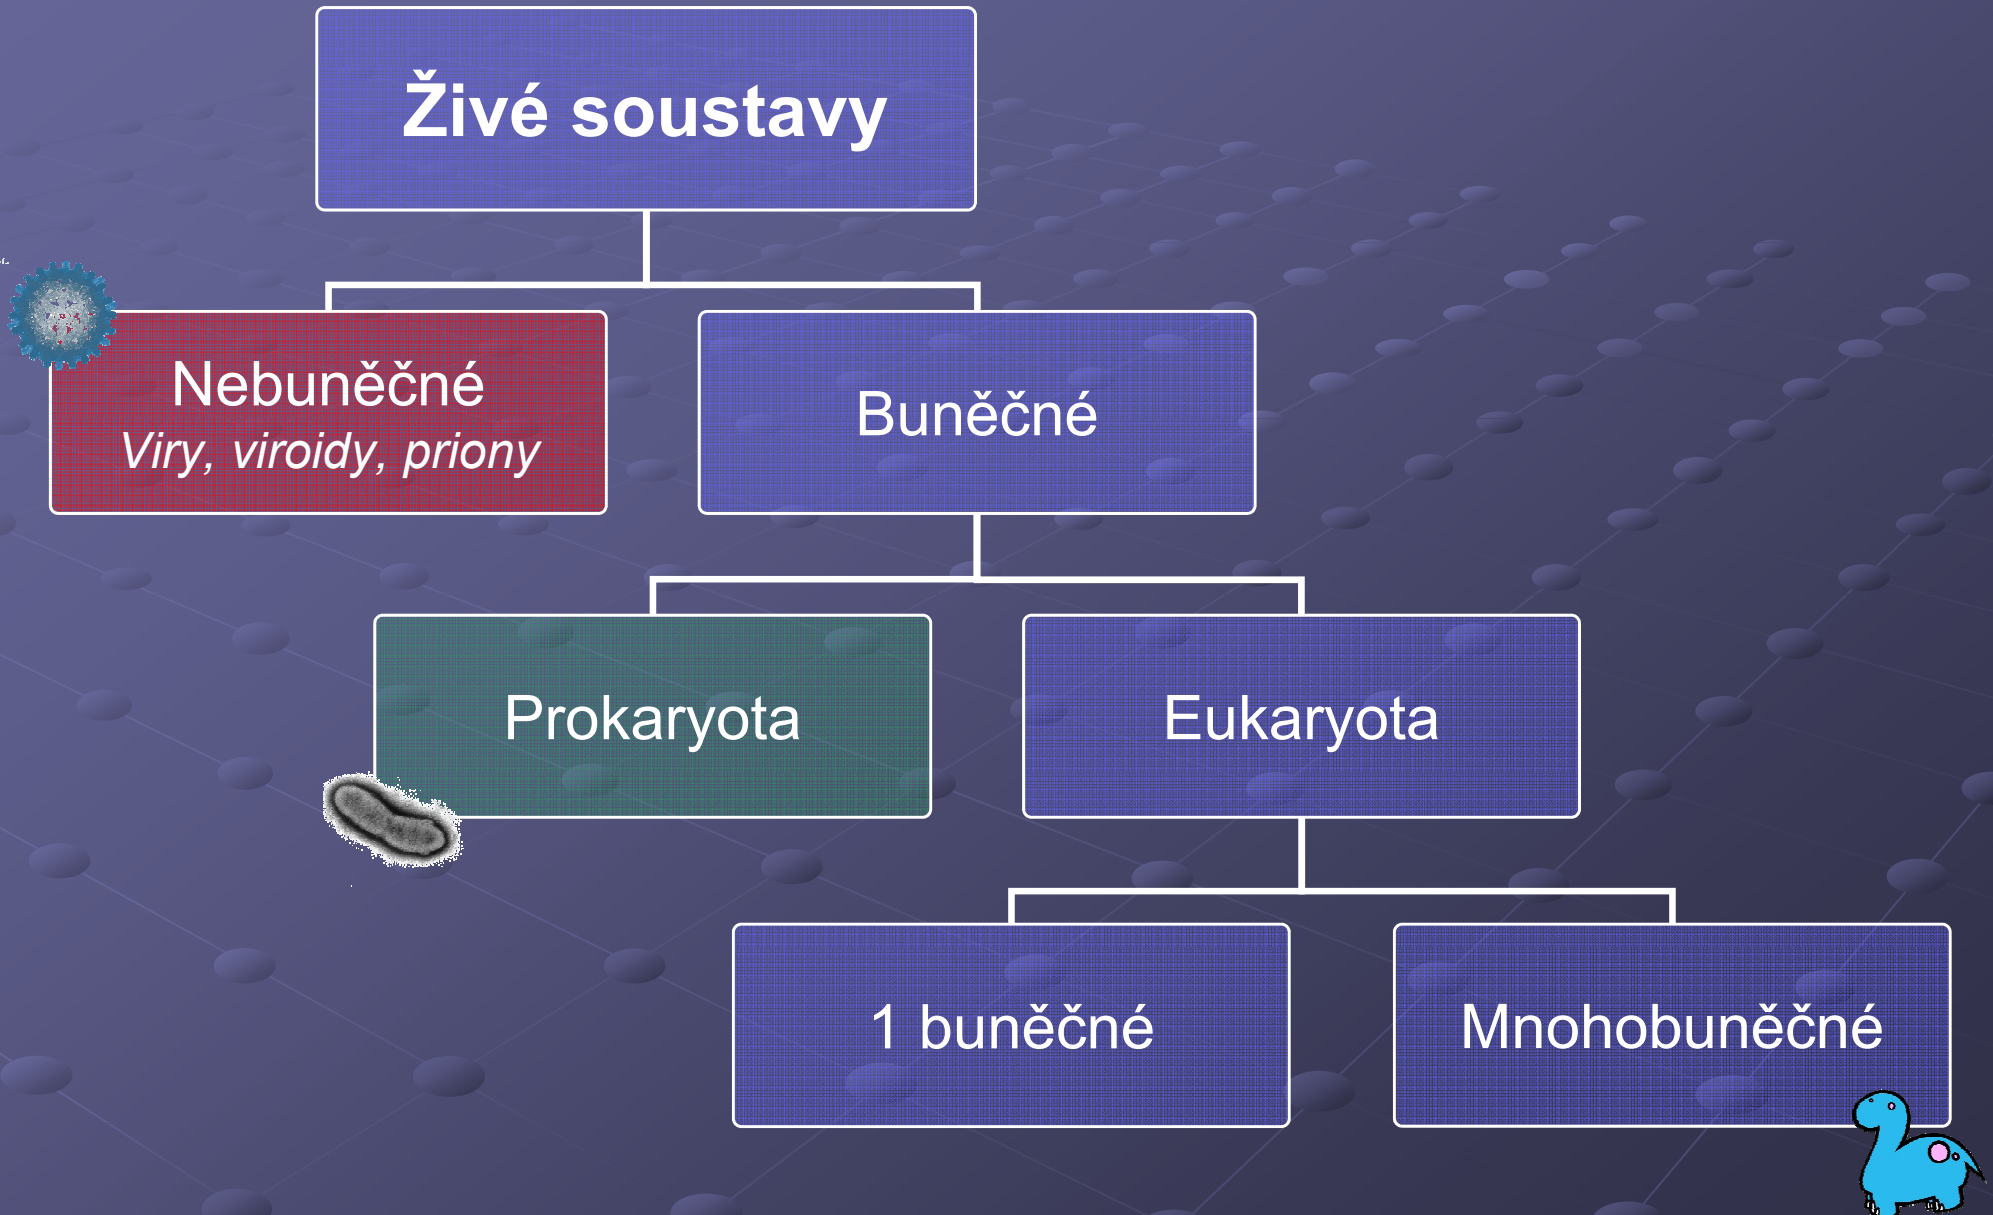 Živé soustavy
Nebuněčné
Viry, viroidy, priony
Buněčné
Prokaryota
Eukaryota
1 buněčné
Mnohobuněčné